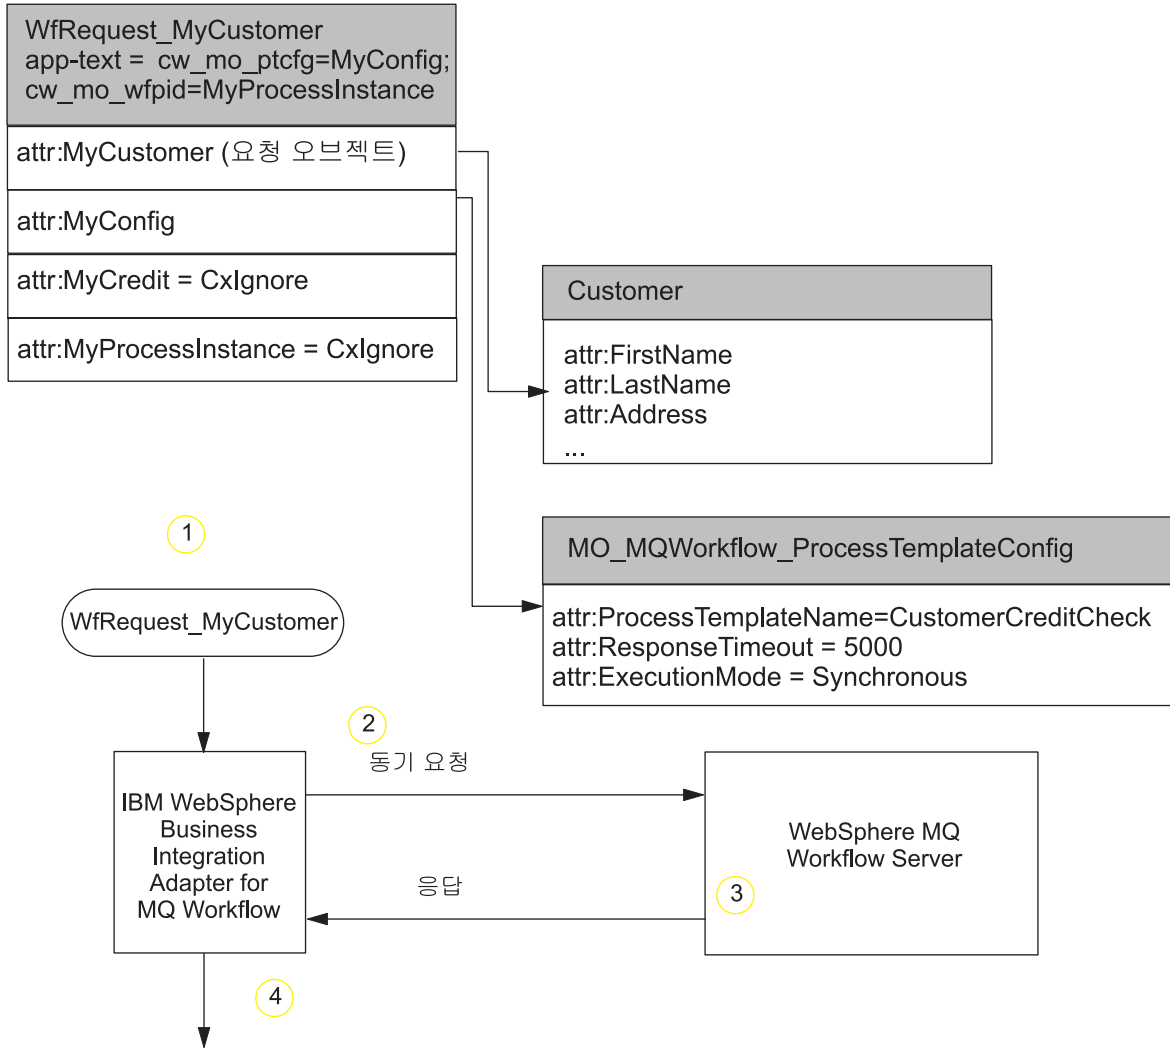 WfRequest_MyCustomer
app-text = cw_mo_ptcfg=MyConfig;
cw_mo_wfpid=MyProcessInstance
attr:MyCustomer (요청 오브젝트)
attr:MyConfig
attr:MyCredit = CxIgnore
attr:MyProcessInstance = CxIgnore
Customer
attr:FirstName
attr:LastName
attr:Address
...
MO_MQWorkflow_ProcessTemplateConfig
attr:ProcessTemplateName=CustomerCreditCheck
attr:ResponseTimeout = 5000
attr:ExecutionMode = Synchronous
1
WfRequest_MyCustomer
2
동기 요청
IBM WebSphere
Business
Integration
Adapter for
MQ Workflow
WebSphere MQ
Workflow Server
응답
3
4